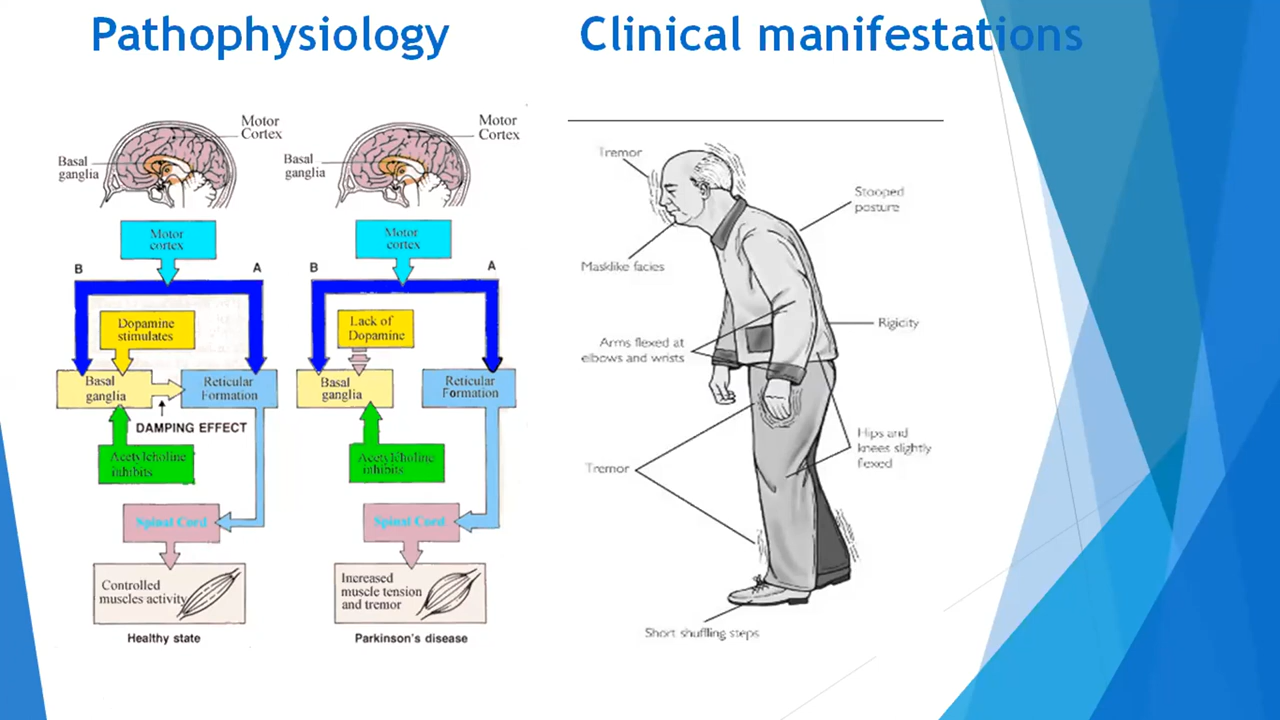 Pathophysiology
Motor
Cortex
Basal
ganglia
Motor
cortex
B
A
Dopamine
stimulates
Basal
ganglia
Reticular
Formation
DAMPING EFFECT
Acetylcholine
inhibits
Spinal Cord
Controlled
muscles activity
Healthy state
Motor
Cortex
Basal
ganglia
Motor
cortex
B
A
Lack of
Dopamine
Basal
ganglia
Reticular
Formation
Acetylcholine
inhibits
Spinal Cord
Increased
muscle tension
and tremor
Parkinson's disease
Clinical manifestations
Tremor
Stooped
posture
Masklike facies
Rigicity
Arms flexed at
elbows and wrists
Hips and
knees slightly
flexed
Tremor
Short shuffling steps